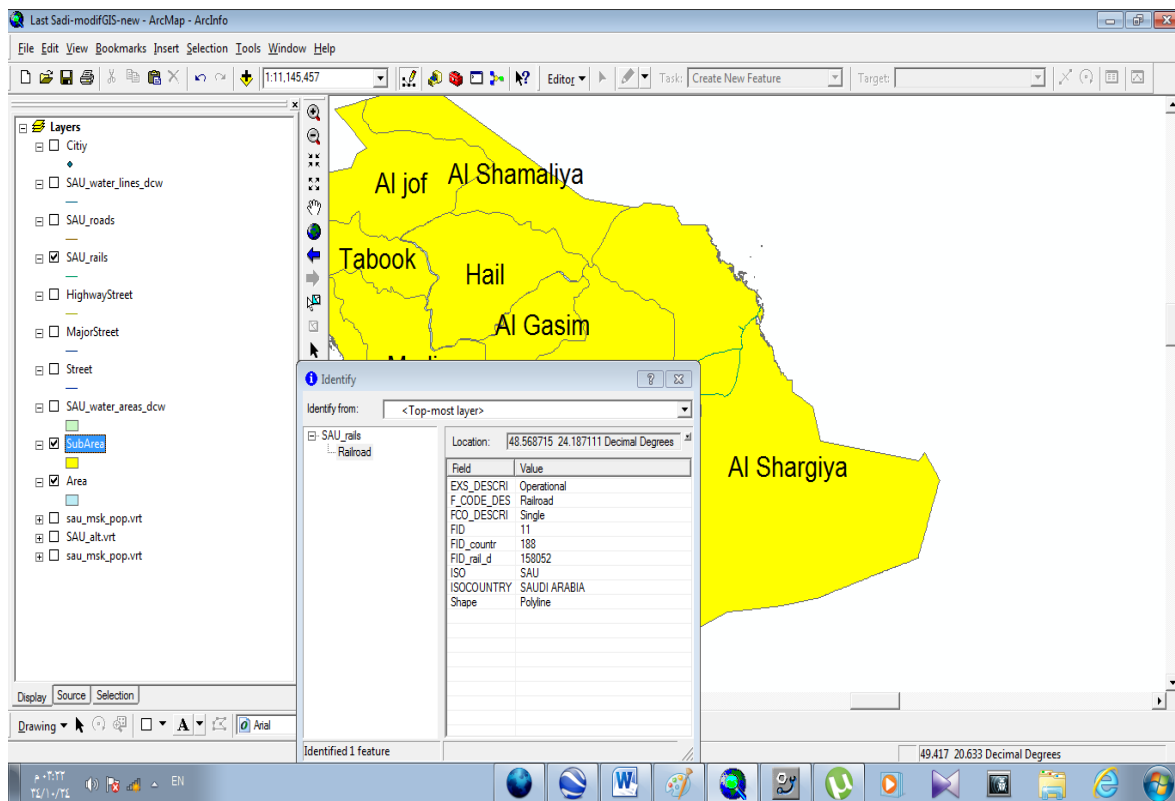 Last Sadi-modifGIS-new - ArcMap - ArcInfo
File Edit View Bookmarks Insert Selection Tools Window Help
1:11,145,457
Editor
Task:
Create New Feature
Target:
Layers
Citiy
SAU_water_lines_dcw
SAU_roads
SAU_rails
HighwayStreet
MajorStreet
Street
SAU_water_areas_dcw
SubArea
Area
sau_msk_pop.vrt
SAU_alt.vrt
sau_msk_pop.vrt
Display Source Selection
Al jof
Al Shamaliya
Tabook
Hail
Al Gasim
Al Shargiya
Identify
Identify from:
<Top-most layer>
SAU_rails
Railroad
Location:
48.568715 24.187111 Decimal Degrees
Field Value
EXS_DESCRI Operational
F_CODE_DES Railroad
FCO_DESCRI Single
FID 11
FID_countr 188
FID_rail_d 158052
ISO SAU
ISOCOUNTRY SAUDI ARABIA
Shape Polyline
Identified 1 feature
Drawing
A
Arial
49.417 20.633 Decimal Degrees
EN